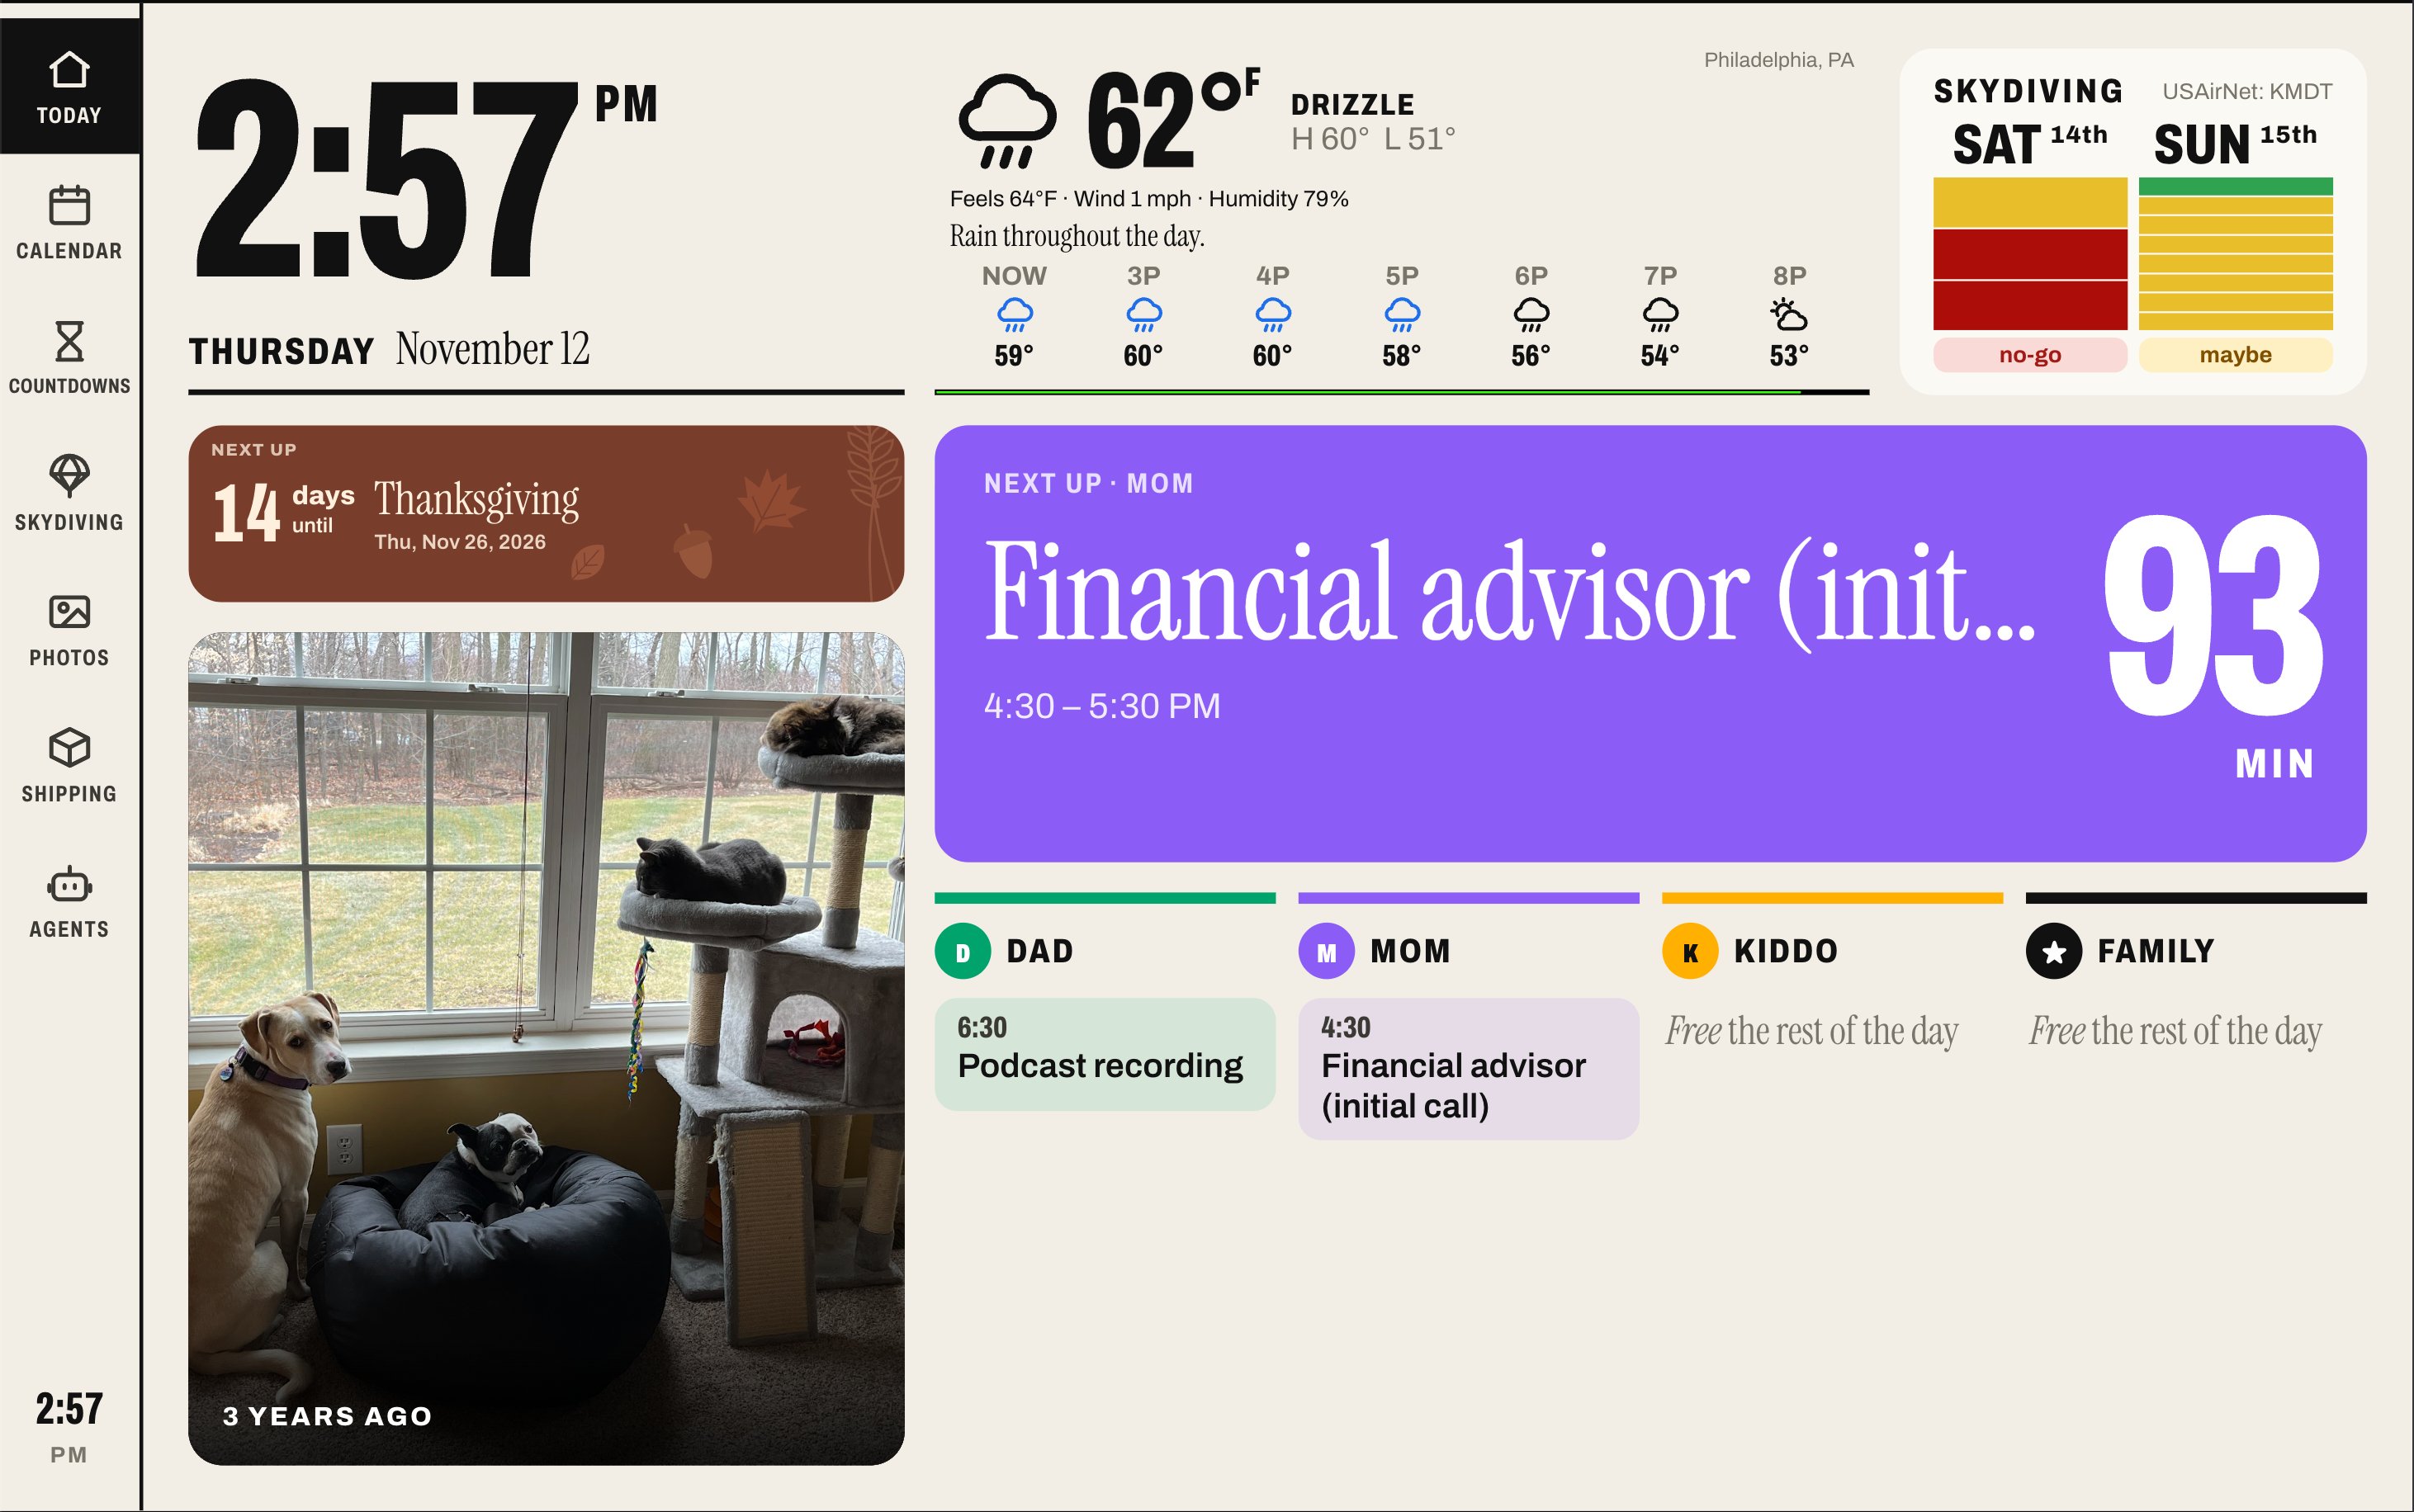 TODAY
CALENDAR
COUNTDOWNS
SKYDIVING
PHOTOS
SHIPPING
AGENTS
2:57
PM
2:57 PM
THURSDAY November 12
Philadelphia, PA
62°F
DRIZZLE
H 60° L 51°
Feels 64°F · Wind 1 mph · Humidity 79%
Rain throughout the day.
NOW 3P 4P 5P 6P 7P 8P
59° 60° 60° 58° 56° 54° 53°
SKYDIVING USAirNet: KMDT
SAT 14th SUN 15th
no-go maybe
NEXT UP
14 days until
Thanksgiving
Thu, Nov 26, 2026
3 YEARS AGO
NEXT UP · MOM
Financial advisor (init...
4:30 – 5:30 PM
93
MIN
D DAD
6:30
Podcast recording
M MOM
4:30
Financial advisor
(initial call)
K KIDDO
Free the rest of the day
FAMILY
Free the rest of the day